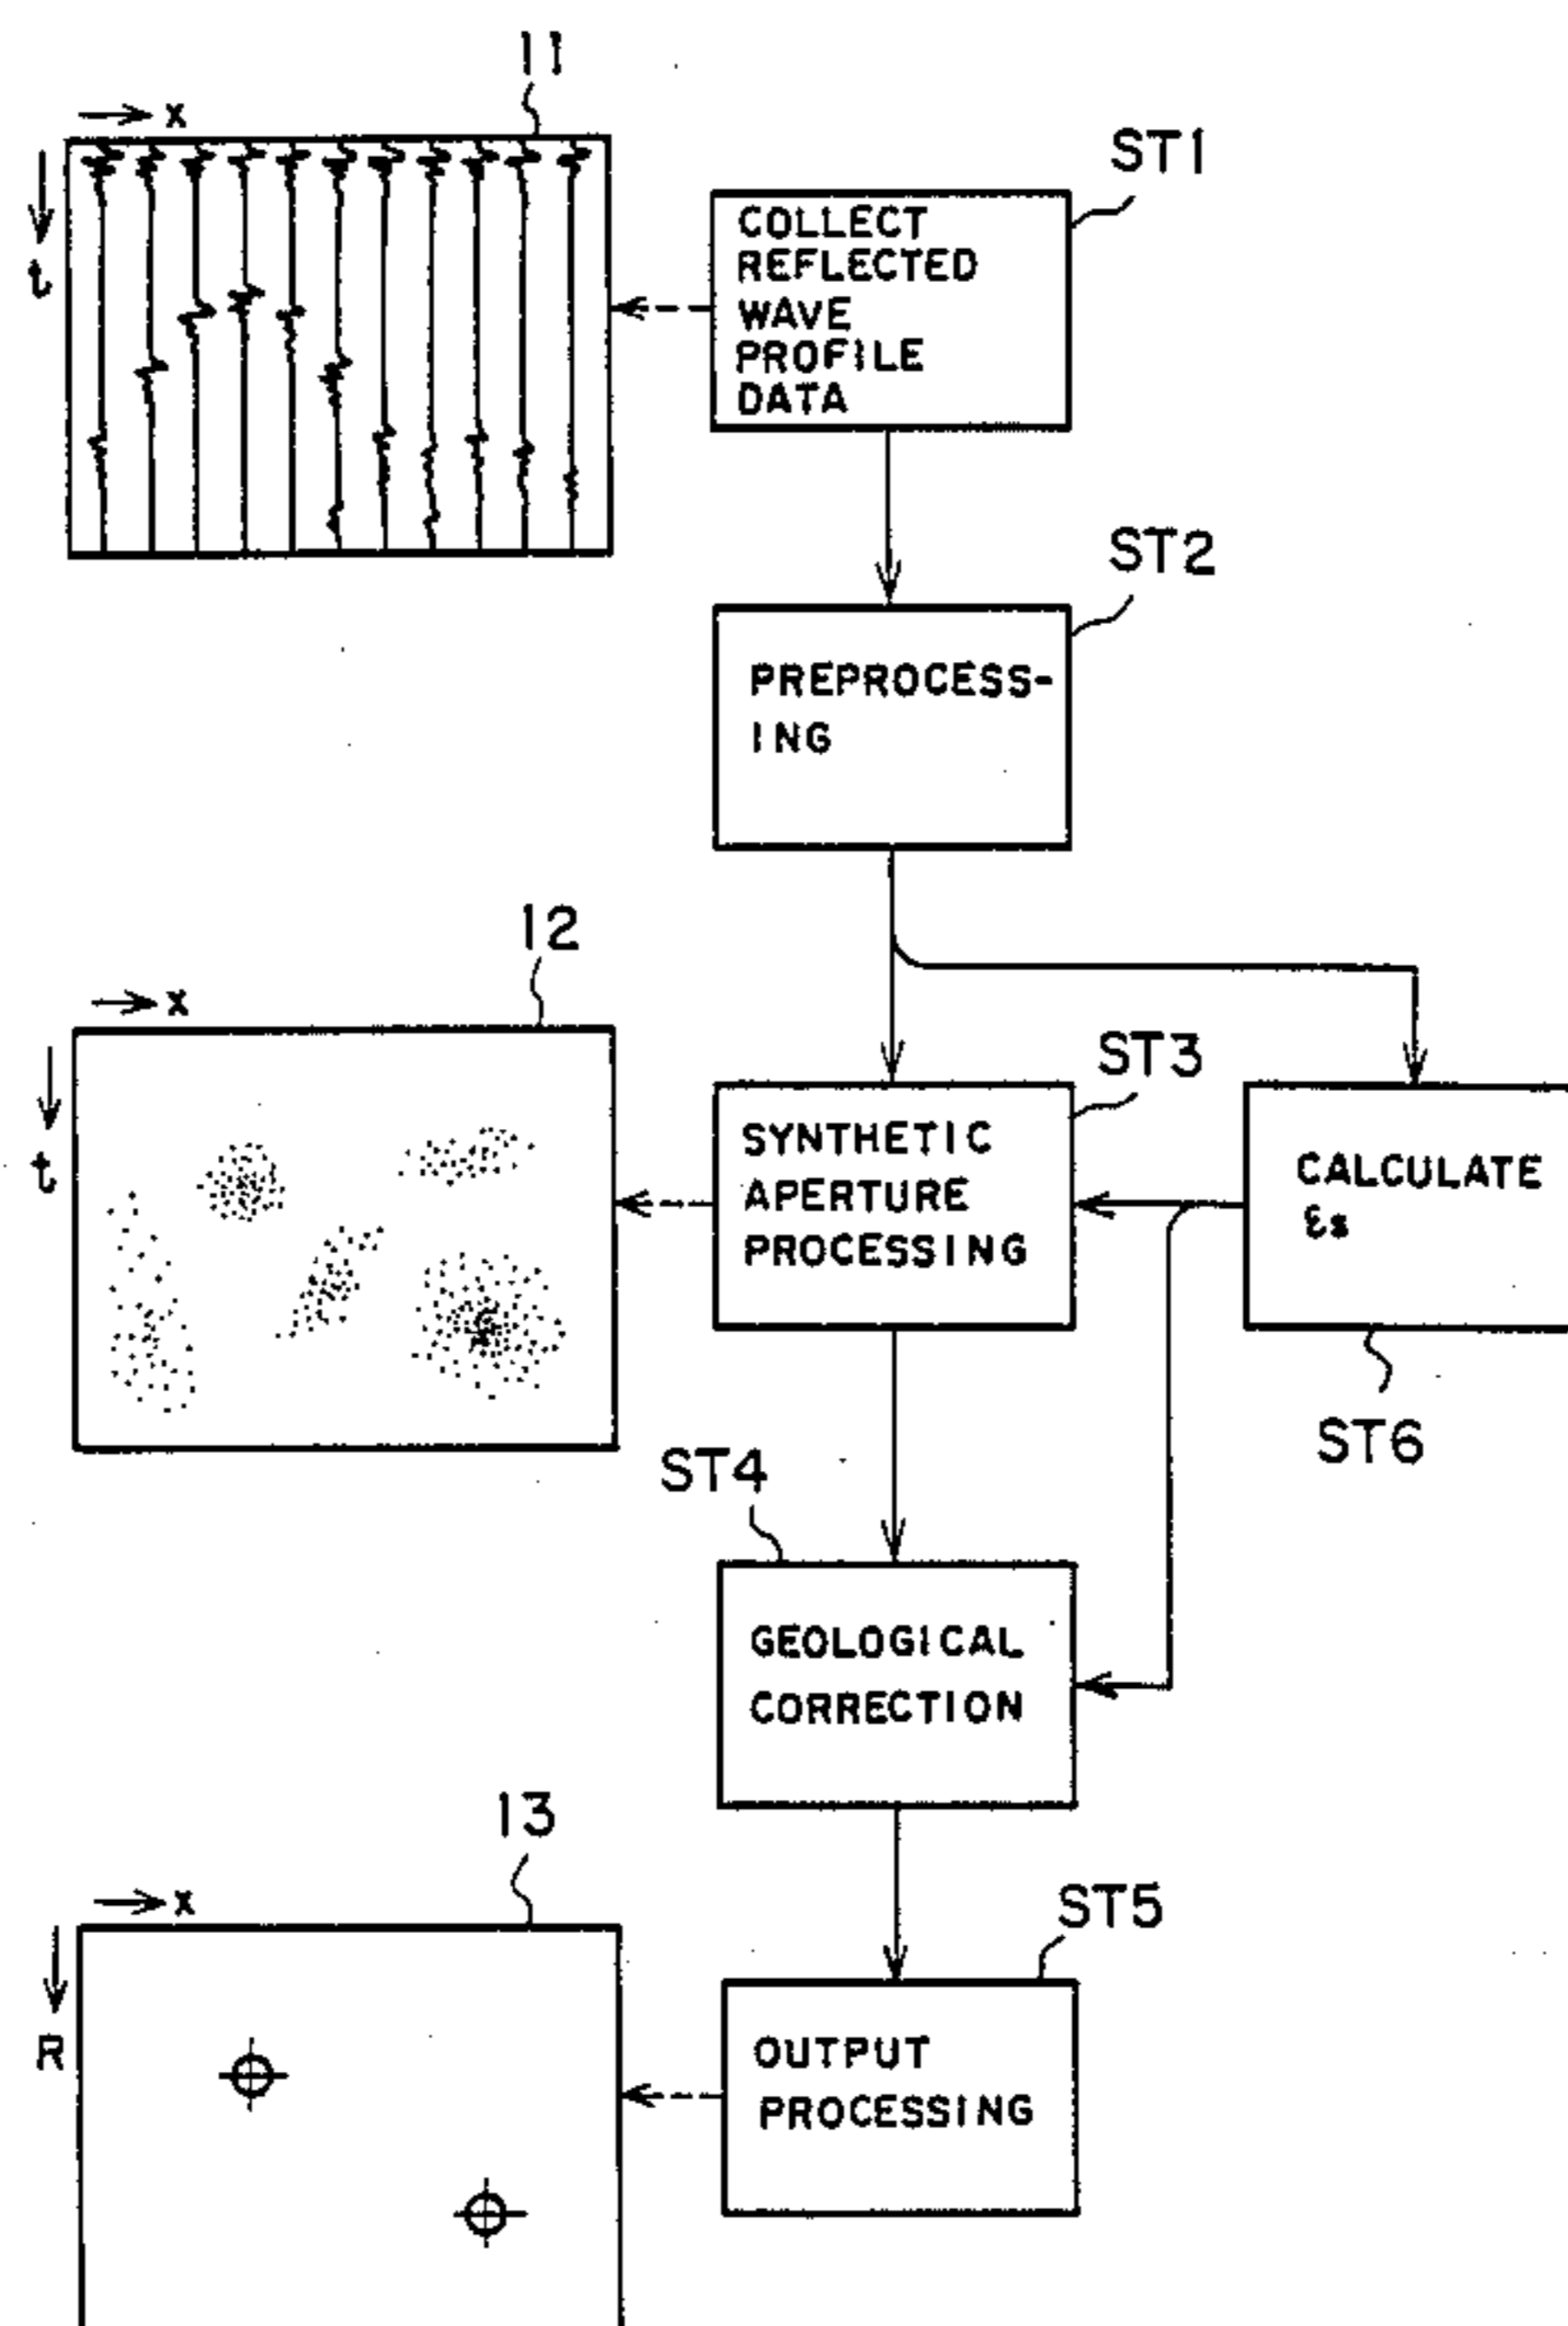 11
x
t
ST1
COLLECT
REFLECTED
WAVE
PROFILE
DATA
ST2
PREPROCESS-
ING
12
x
t
ST3
SYNTHETIC
APERTURE
PROCESSING
CALCULATE
εs
ST6
ST4
GEOLOGICAL
CORRECTION
13
x
R
ST5
OUTPUT
PROCESSING